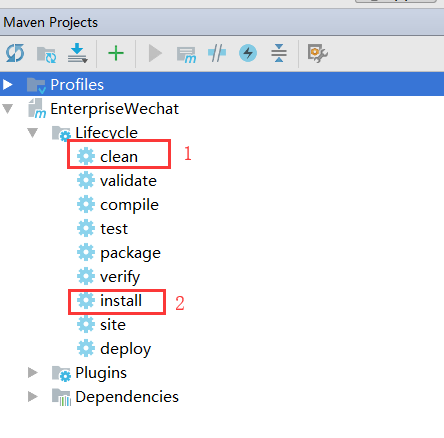 Maven Projects
Profiles
EnterpriseWechat
Lifecycle
clean 1
validate
compile
test
package
verify
install 2
site
deploy
Plugins
Dependencies